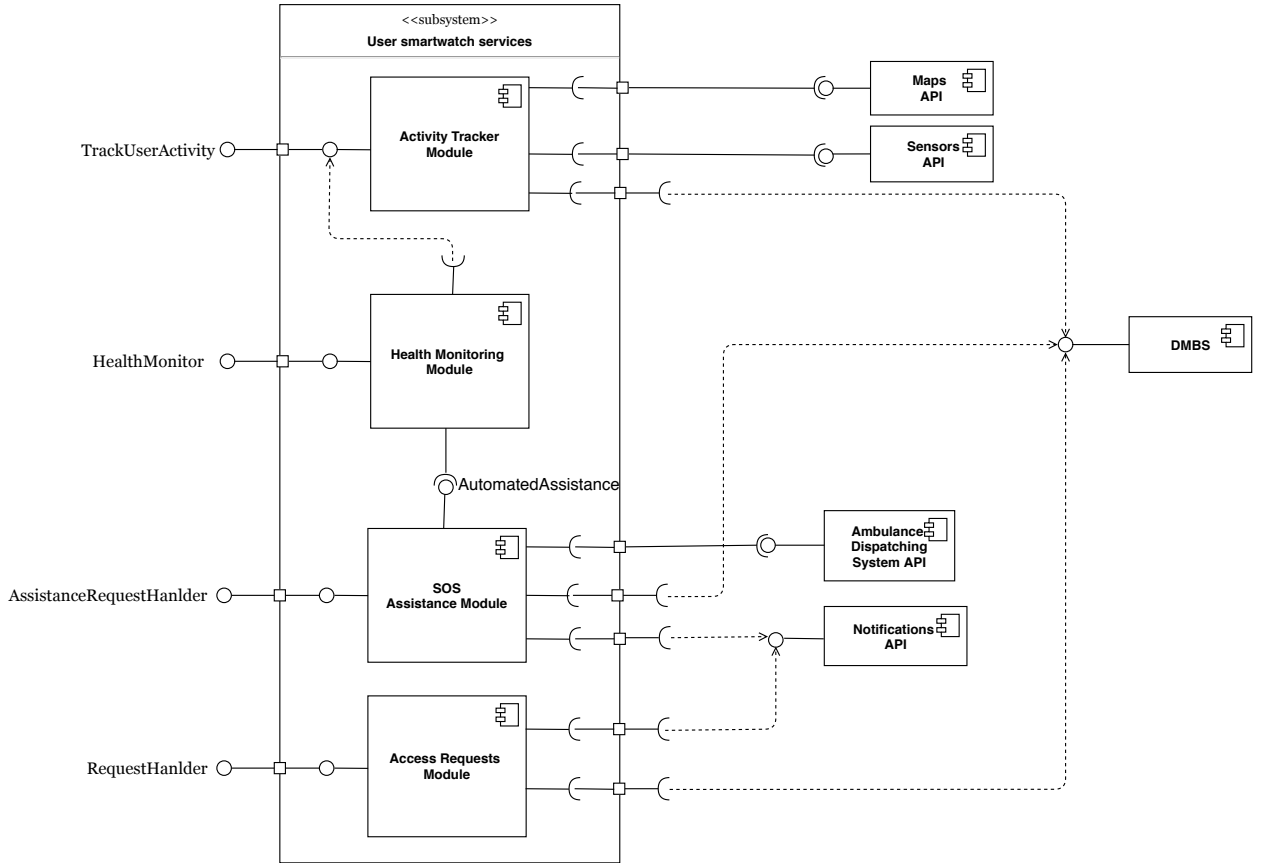 <<subsystem>>
User smartwatch services
Maps
API
Activity Tracker
Module
TrackUserActivity
Sensors
API
HealthMonitor
Health Monitoring
Module
DMBS
AutomatedAssistance
Ambulance
Dispatching
System API
AssistanceRequestHanlder
SOS
Assistance Module
Notifications
API
RequestHanlder
Access Requests
Module